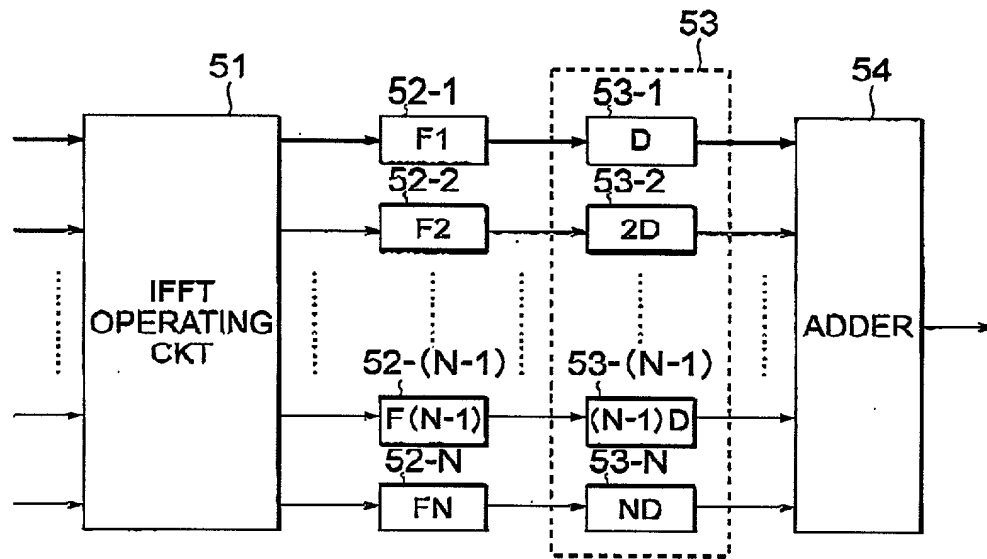 53
51
54
52-1
53-1
F1
D
52-2
53-2
F2
2D
IFFT
OPERATING
CKT
ADDER
52-(N-1)
53-(N-1)
F(N-1)
(N-1)D
52-N
53-N
FN
ND